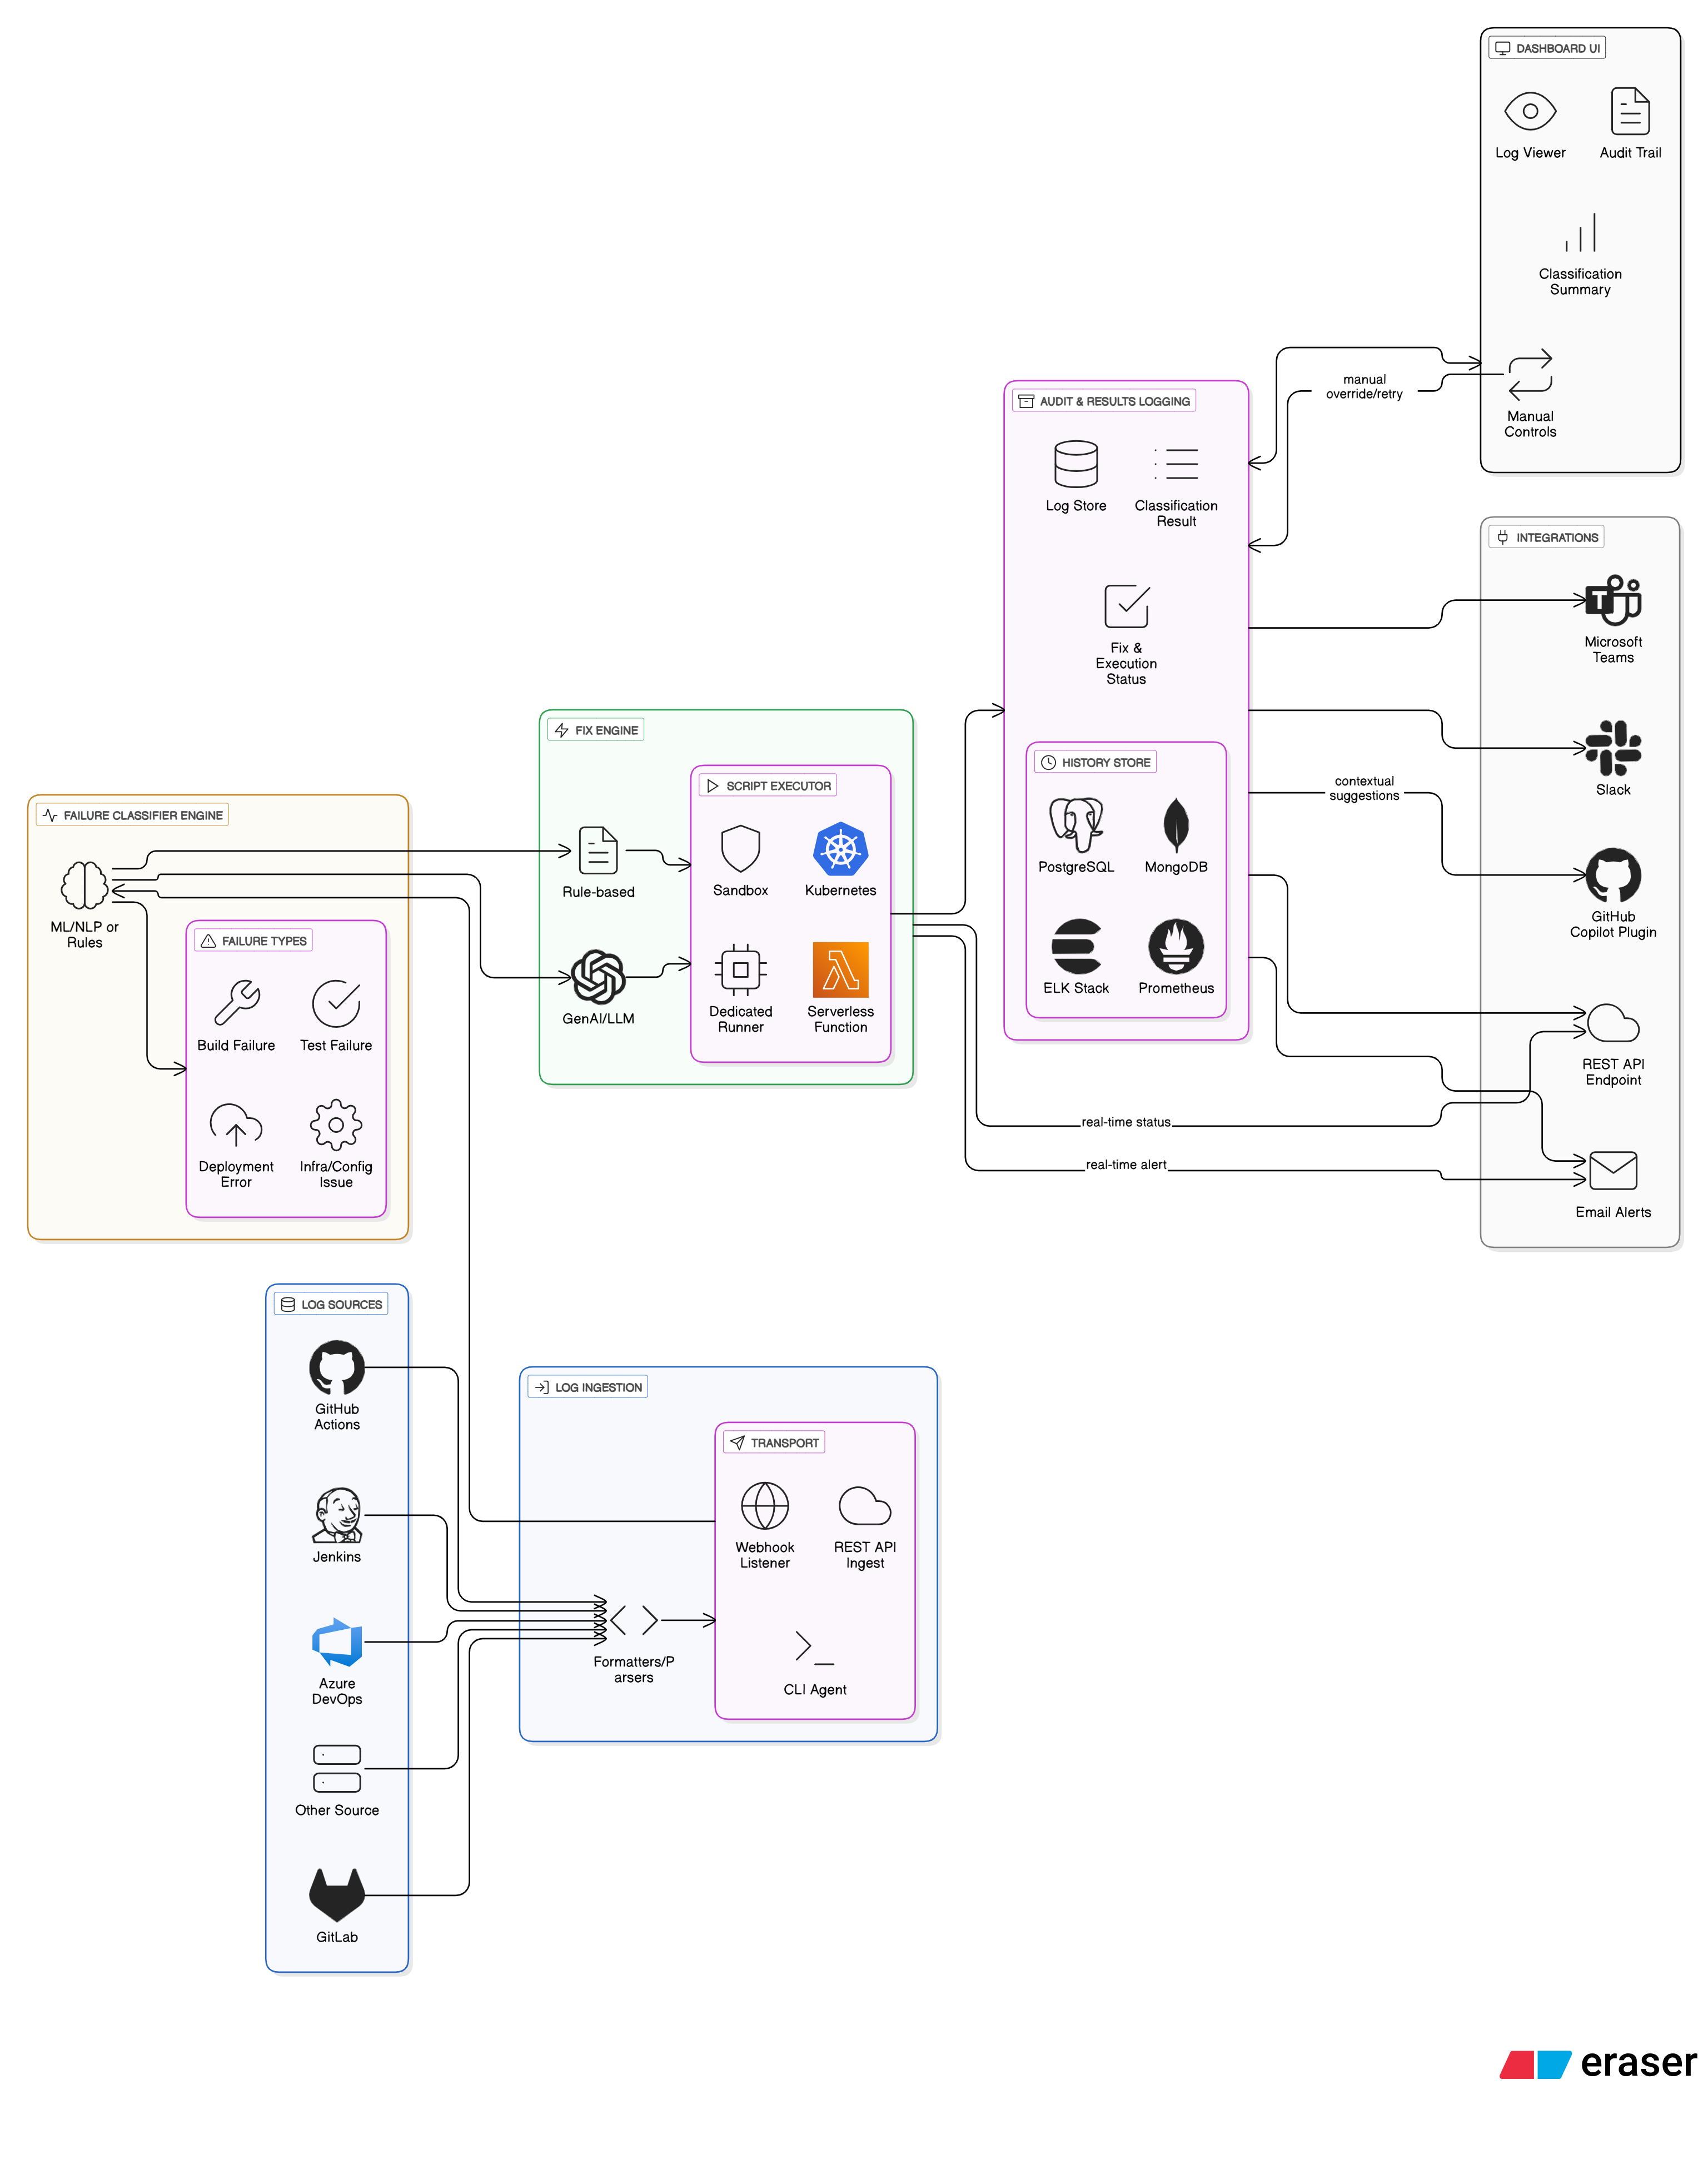 DASHBOARD UI
Log Viewer
Audit Trail
Classification
Summary
manual
override/retry
Manual
Controls
AUDIT & RESULTS LOGGING
Log Store
Classification
Result
Fix &
Execution
Status
HISTORY STORE
PostgreSQL
MongoDB
ELK Stack
Prometheus
INTEGRATIONS
T
Microsoft
Teams
Slack
contextual
suggestions
GitHub
Copilot Plugin
REST API
Endpoint
real-time status
real-time alert
Email Alerts
FIX ENGINE
Rule-based
GenAI/LLM
SCRIPT EXECUTOR
Sandbox
Kubernetes
Dedicated
Runner
Serverless
Function
FAILURE CLASSIFIER ENGINE
ML/NLP or
Rules
FAILURE TYPES
Build Failure
Test Failure
Deployment
Error
Infra/Config
Issue
LOG SOURCES
GitHub
Actions
Jenkins
Azure
DevOps
Other Source
GitLab
LOG INGESTION
Formatters/P
arsers
TRANSPORT
Webhook
Listener
REST API
Ingest
CLI Agent
eraser